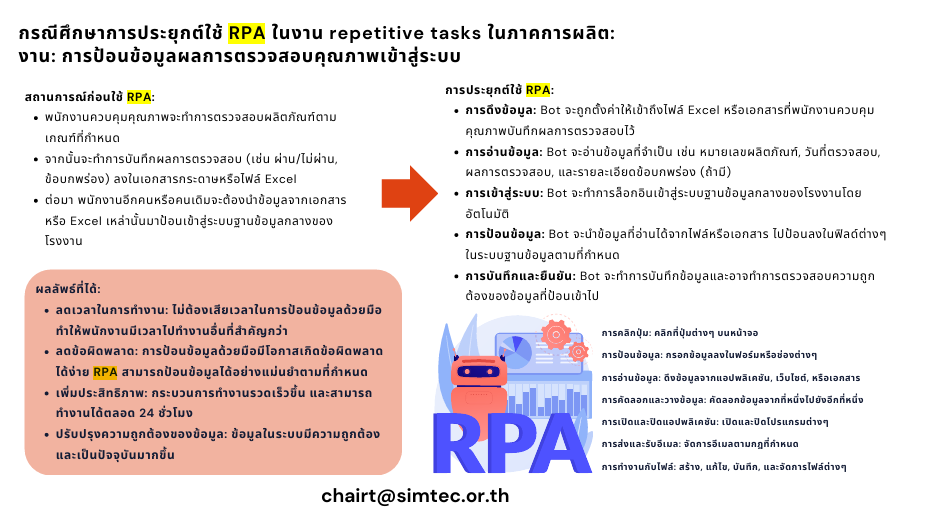 กรณีศึกษาการประยุกต์ใช้ RPA ในงาน repetitive tasks ในภาคการผลิต:
งาน: การป้อนข้อมูลผลการตรวจสอบคุณภาพเข้าสู่ระบบ
สถานการณ์ก่อนใช้ RPA:
• พนักงานควบคุมคุณภาพจะทำการตรวจสอบผลิตภัณฑ์ตาม
เกณฑ์ที่กำหนด
• จากนั้นจะทำการบันทึกผลการตรวจสอบ (เช่น ผ่าน/ไม่ผ่าน,
ข้อบกพร่อง) ลงในเอกสารกระดาษหรือไฟล์ Excel
• ต่อมา พนักงานอีกคนหรือคนเดิมจะต้องนำข้อมูลจากเอกสาร
หรือ Excel เหล่านั้นมาป้อนเข้าสู่ระบบฐานข้อมูลกลางของ
โรงงาน
ผลลัพธ์ที่ได้:
• ลดเวลาในการทำงาน: ไม่ต้องเสียเวลาในการป้อนข้อมูลด้วยมือ
ทำให้พนักงานมีเวลาไปทำงานอื่นที่สำคัญกว่า
• ลดข้อผิดพลาด: การป้อนข้อมูลด้วยมือมีโอกาสเกิดข้อผิดพลาด
ได้ง่าย RPA สามารถป้อนข้อมูลได้อย่างแม่นยำตามที่กำหนด
• เพิ่มประสิทธิภาพ: กระบวนการทำงานรวดเร็วขึ้น และสามารถ
ทำงานได้ตลอด 24 ชั่วโมง
• ปรับปรุงความถูกต้องของข้อมูล: ข้อมูลในระบบมีความถูกต้อง
และเป็นปัจจุบันมากขึ้น
การประยุกต์ใช้ RPA:
• การดึงข้อมูล: Bot จะถูกตั้งค่าให้เข้าถึงไฟล์ Excel หรือเอกสารที่พนักงานควบคุม
คุณภาพบันทึกผลการตรวจสอบไว้
• การอ่านข้อมูล: Bot จะอ่านข้อมูลที่จำเป็น เช่น หมายเลขผลิตภัณฑ์, วันที่ตรวจสอบ,
ผลการตรวจสอบ, และรายละเอียดข้อบกพร่อง (ถ้ามี)
• การเข้าสู่ระบบ: Bot จะทำการล็อกอินเข้าสู่ระบบฐานข้อมูลกลางของโรงงานโดย
อัตโนมัติ
• การป้อนข้อมูล: Bot จะนำข้อมูลที่อ่านได้จากไฟล์หรือเอกสาร ไปป้อนลงในฟิลด์ต่างๆ
ในระบบฐานข้อมูลตามที่กำหนด
• การบันทึกและยืนยัน: Bot จะทำการบันทึกข้อมูลและอาจทำการตรวจสอบความถูก
ต้องของข้อมูลที่ป้อนเข้าไป
RPA
การคลิกปุ่ม: คลิกที่ปุ่มต่างๆ บนหน้าจอ
การป้อนข้อมูล: กรอกข้อมูลลงในฟอร์มหรือช่องต่างๆ
การอ่านข้อมูล: ดึงข้อมูลจากแอปพลิเคชัน, เว็บไซต์, หรือเอกสาร
การคัดลอกและวางข้อมูล: คัดลอกข้อมูลจากที่หนึ่งไปยังอีกที่หนึ่ง
การเปิดและปิดแอปพลิเคชัน: เปิดและปิดโปรแกรมต่างๆ
การส่งและรับอีเมล: จัดการอีเมลตามกฎที่กำหนด
การทำงานกับไฟล์: สร้าง, แก้ไข, บันทึก, และจัดการไฟล์ต่างๆ
chairt@simtec.or.th